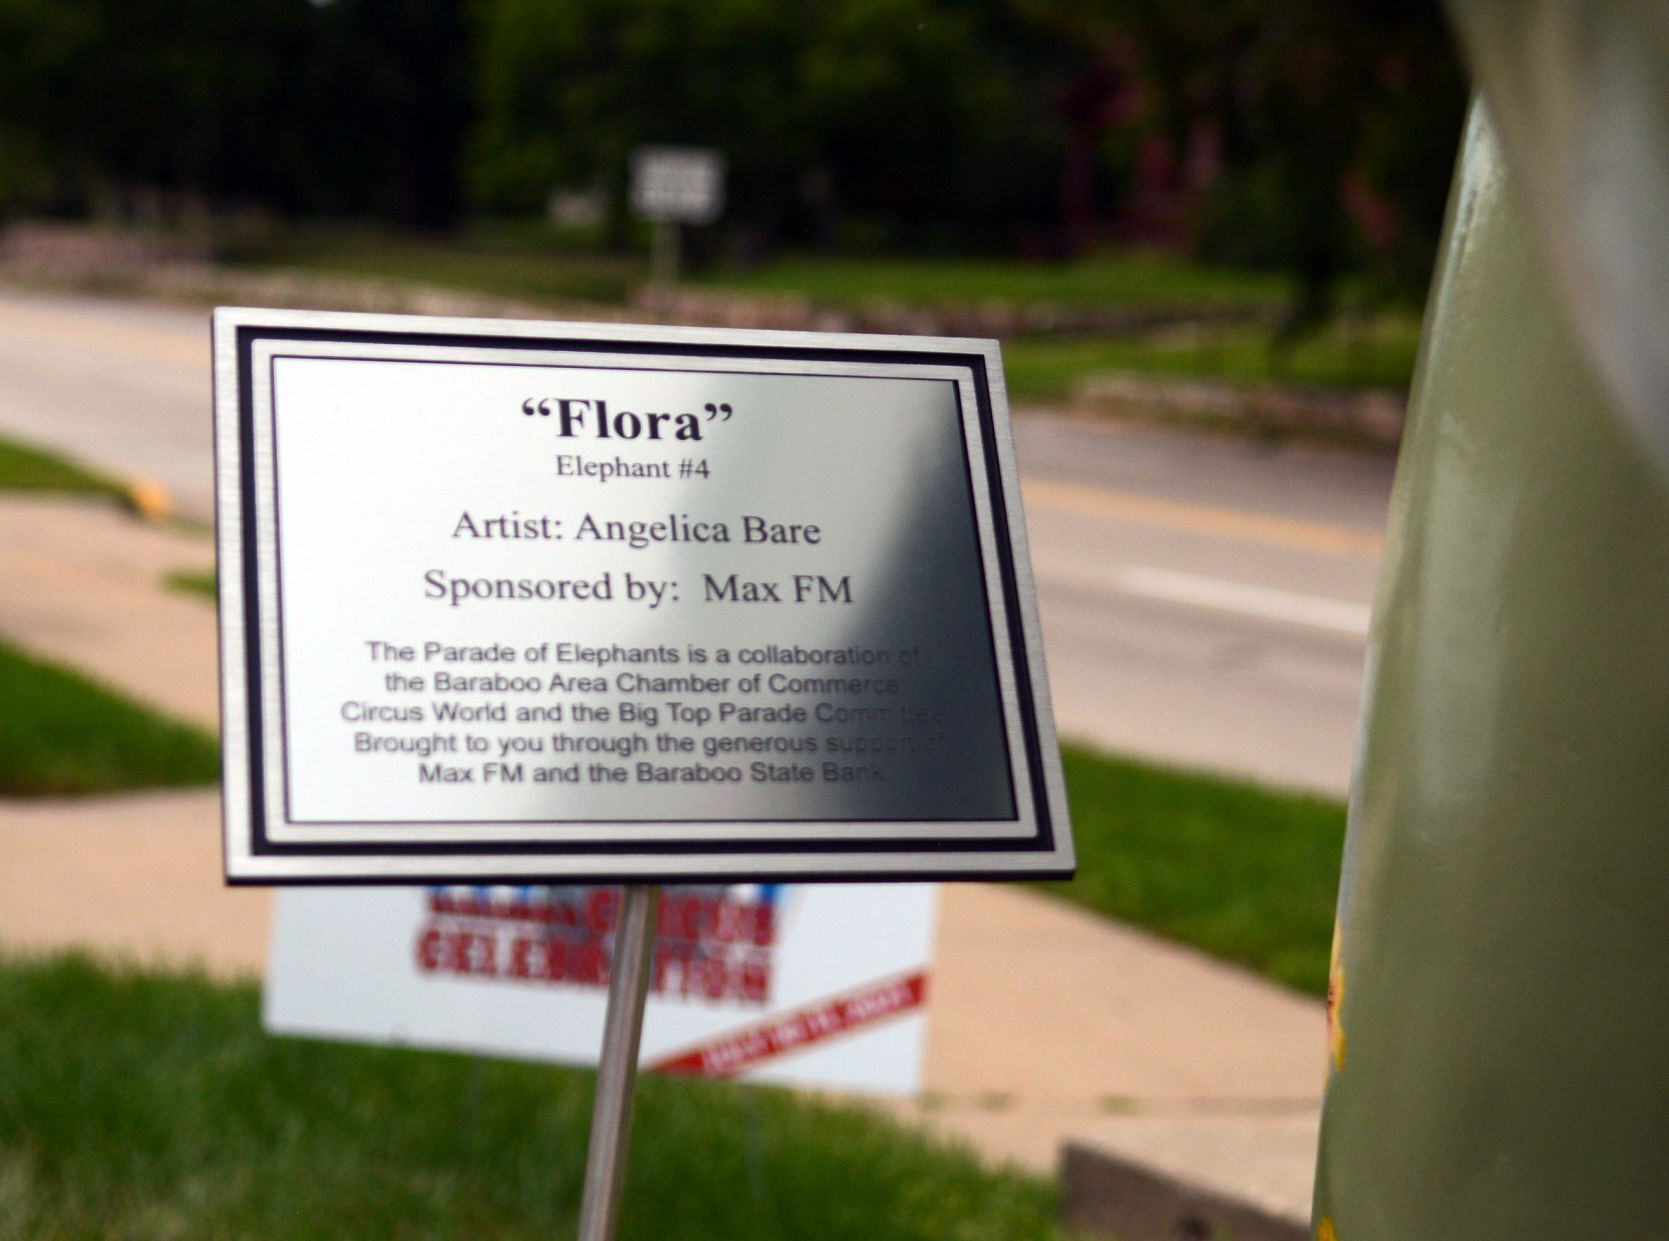 “Flora”
Elephant #4
Artist: Angelica Bare
Sponsored by: Max FM
The Parade of Elephants is a collaboration of
the Baraboo Area Chamber of Commerce,
Circus World and the Big Top Parade Committee
Brought to you through the generous support of
Max FM and the Baraboo State Bank.
CIRCUS
CELEBRATION